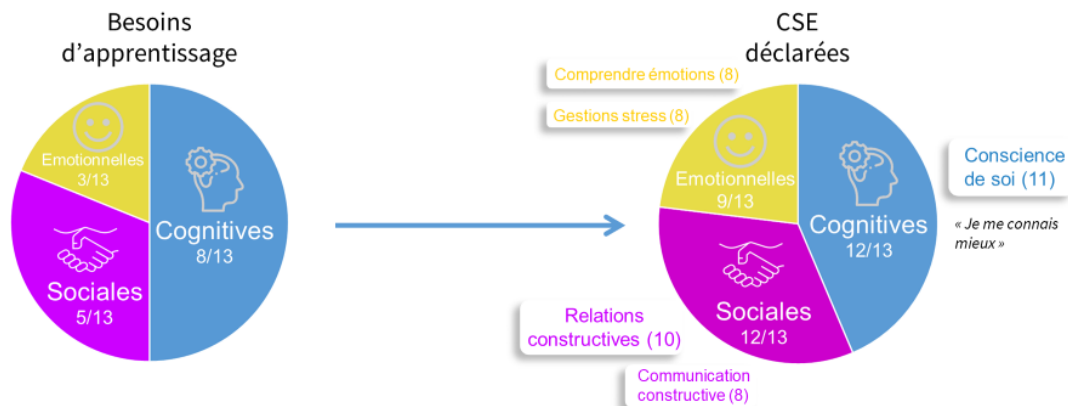 Besoins
d'apprentissage
Emotionnelles
3/13
Cognitives
8/13
Sociales
5/13
CSE
déclarées
Comprendre émotions (8)
Gestions stress (8)
Emotionnelles
9/13
Cognitives
12/13
Conscience
de soi (11)
« Je me connais
mieux »
Sociales
12/13
Relations
constructives (10)
Communication
constructive (8)